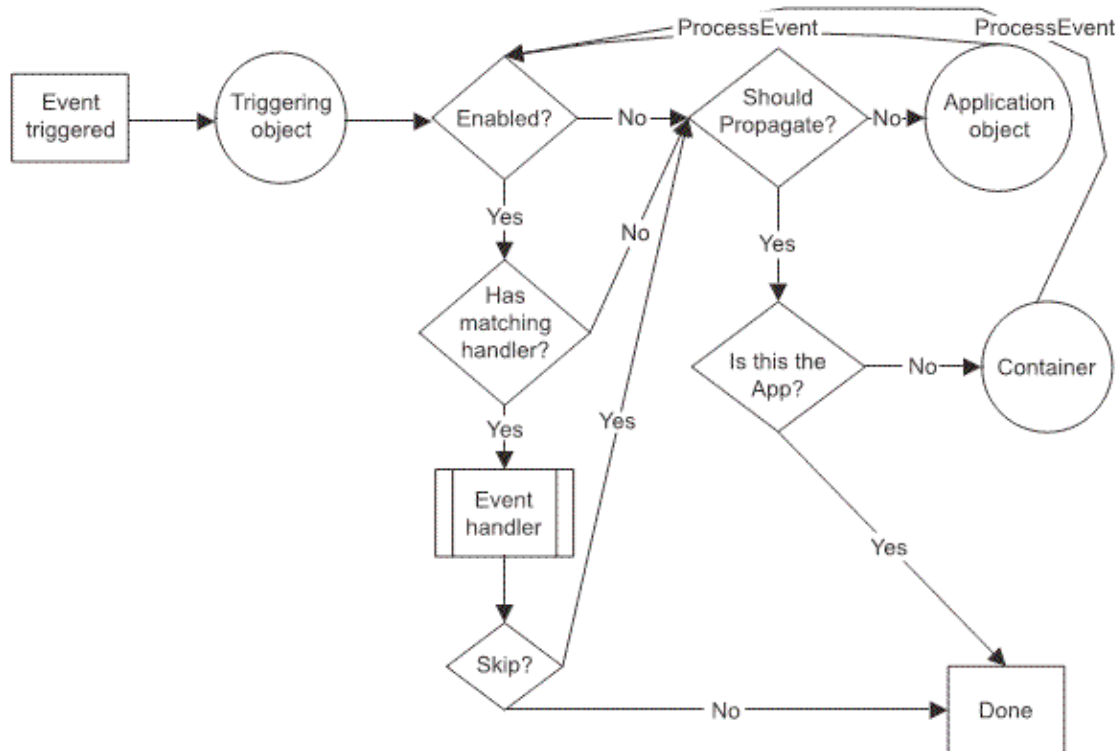 ProcessEvent
ProcessEvent
Event
triggered
Triggering
object
Enabled?
No
Should
Propagate?
No
Application
object
Yes
No
Yes
Has
matching
handler?
Is this the
App?
No
Container
Yes
Yes
Event
handler
Yes
Skip?
No
Done